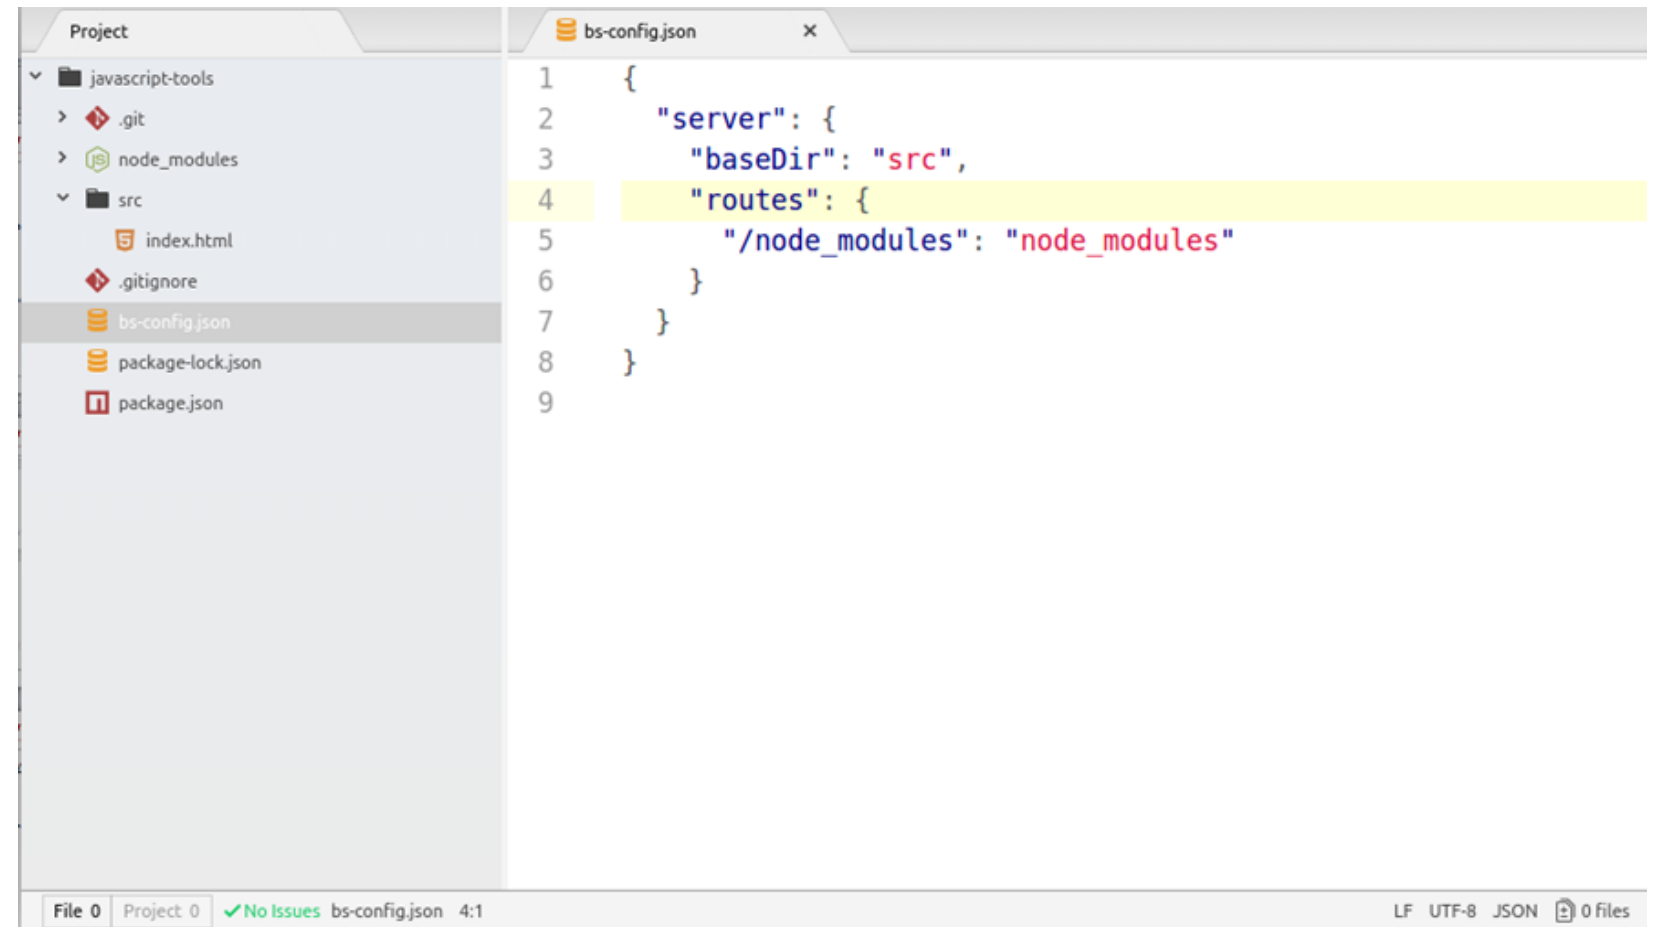 Project
javascript-tools
.git
node_modules
src
index.html
.gitignore
bs-config.json
package-lock.json
package.json
bs-config.json ×
1 {
2   "server": {
3     "baseDir": "src",
4     "routes": {
5       "/node_modules": "node_modules"
6     }
7   }
8 }
9
File 0 Project 0 No Issues bs-config.json 4:1 LF UTF-8 JSON 0 files